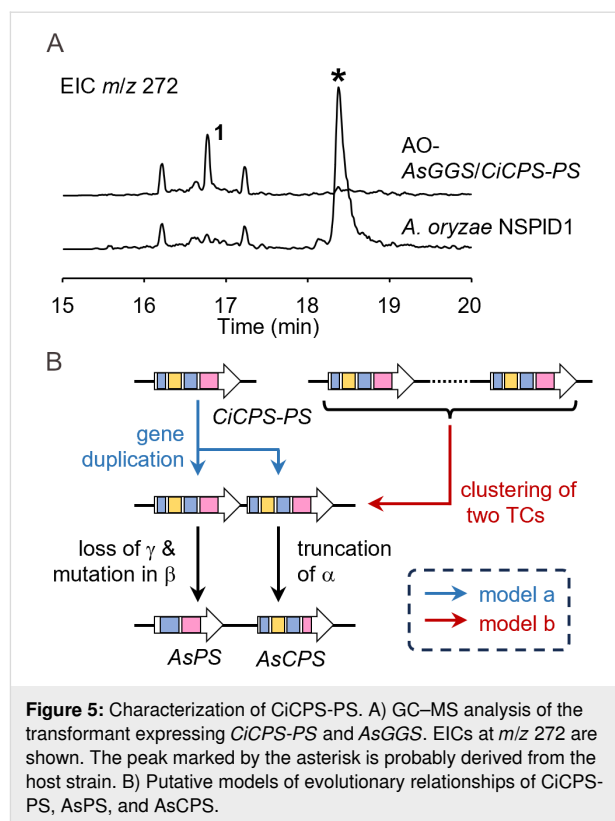 A
EIC m/z 272
*
1
AO-
AsGGS/CiCPS-PS
A. oryzae NSPID1
15 16 17 18 19 20
Time (min)
B
CiCPS-PS
gene
duplication
clustering of
two TCs
loss of γ &
mutation in β
truncation
of α
model a
model b
AsPS AsCPS
Figure 5: Characterization of CiCPS-PS. A) GC–MS analysis of the
transformant expressing CiCPS-PS and AsGGS. EICs at m/z 272 are
shown. The peak marked by the asterisk is probably derived from the
host strain. B) Putative models of evolutionary relationships of CiCPS-
PS, AsPS, and AsCPS.